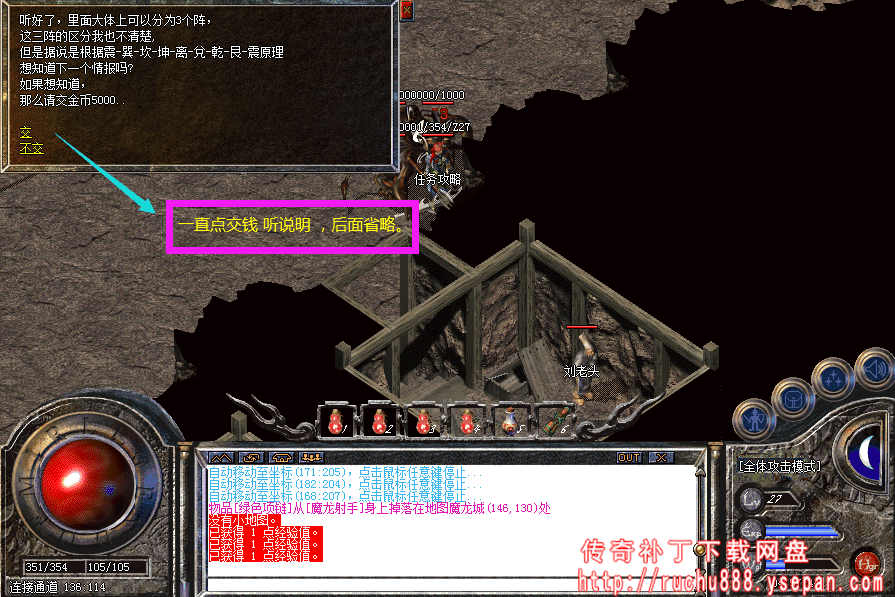 听好了，里面大体上可以分为3个阵，
这三阵的区分我也不清楚，
但是据说是根据震-巽-坎-坤-离-兑-乾-艮-震原理
想知道下一个情报吗?
如果想知道，
那么请交金币5000..
交
不交
一直点交钱 听说明 ，后面省略。
000000/1000
0001/354/Z27
任务攻略
刘老头
1 2 3 4 5 6
OUT
自动移动至坐标(171:205)，点击鼠标任意键停止...
自动移动至坐标(182:204)，点击鼠标任意键停止...
自动移动至坐标(168:207)，点击鼠标任意键停止...
物品[绿色项链]从[魔龙射手]身上掉落在地图魔龙城(146,130)处
没有小地图。
已获得 1 点经验值。
已获得 1 点经验值。
已获得 1 点经验值。
[全体攻击模式]
27
351/354
105/105
连接通道 136:114
传奇补丁下载网盘
http://ruchu888.ysepan.com/